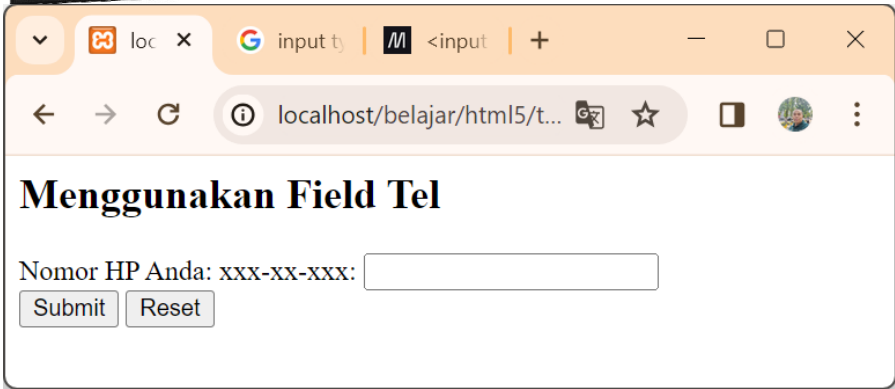 loc
input ty
<input
localhost/belajar/html5/t...
Menggunakan Field Tel
Nomor HP Anda: xxx-xx-xxx:
Submit Reset